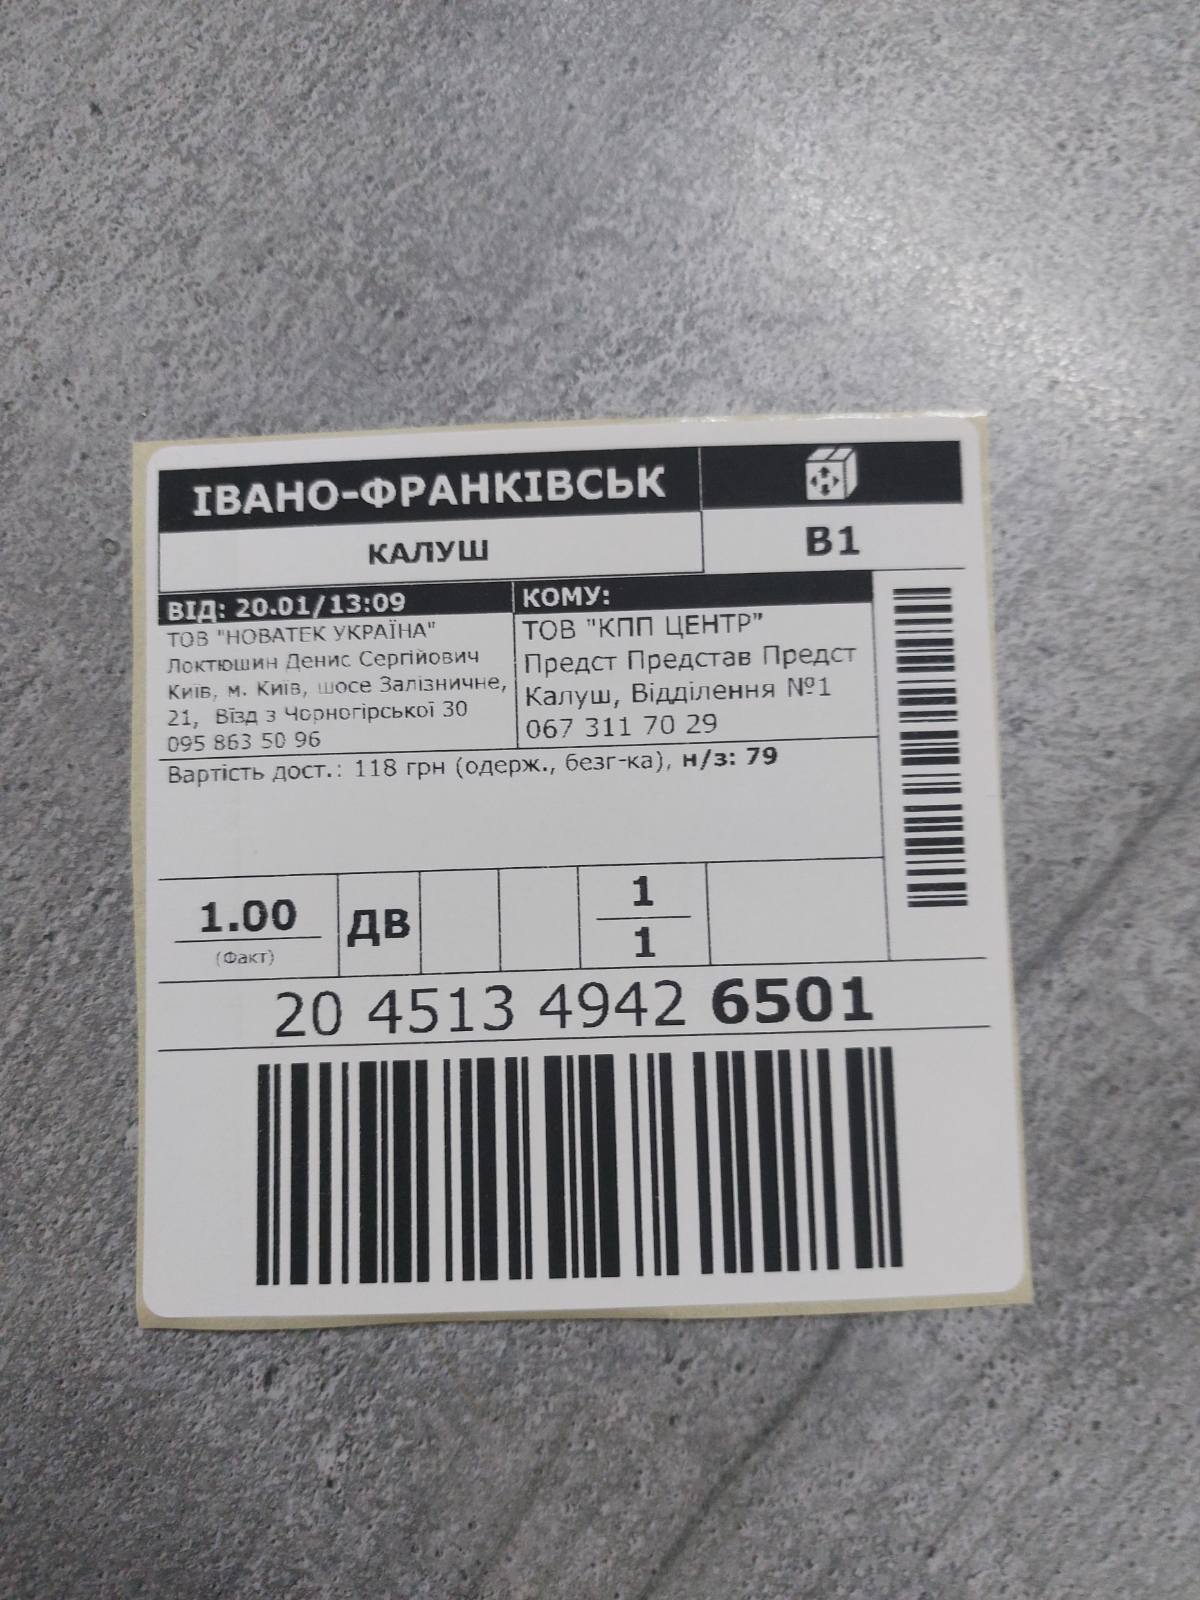 ІВАНО-ФРАНКІВСЬК
КАЛУШ
В1
ВІД: 20.01/13:09
ТОВ "НОВАТЕК УКРАЇНА"
Локтюшин Денис Сергійович
Київ, м. Київ, шосе Залізничне,
21, Вїзд з Чорногірської 30
095 863 50 96
КОМУ:
ТОВ "КПП ЦЕНТР"
Предст Представ Предст
Калуш, Відділення №1
067 311 70 29
Вартість дост.: 118 грн (одерж., безг-ка), н/з: 79
1.00
(Факт)
ДВ
1
1
20 4513 4942 6501